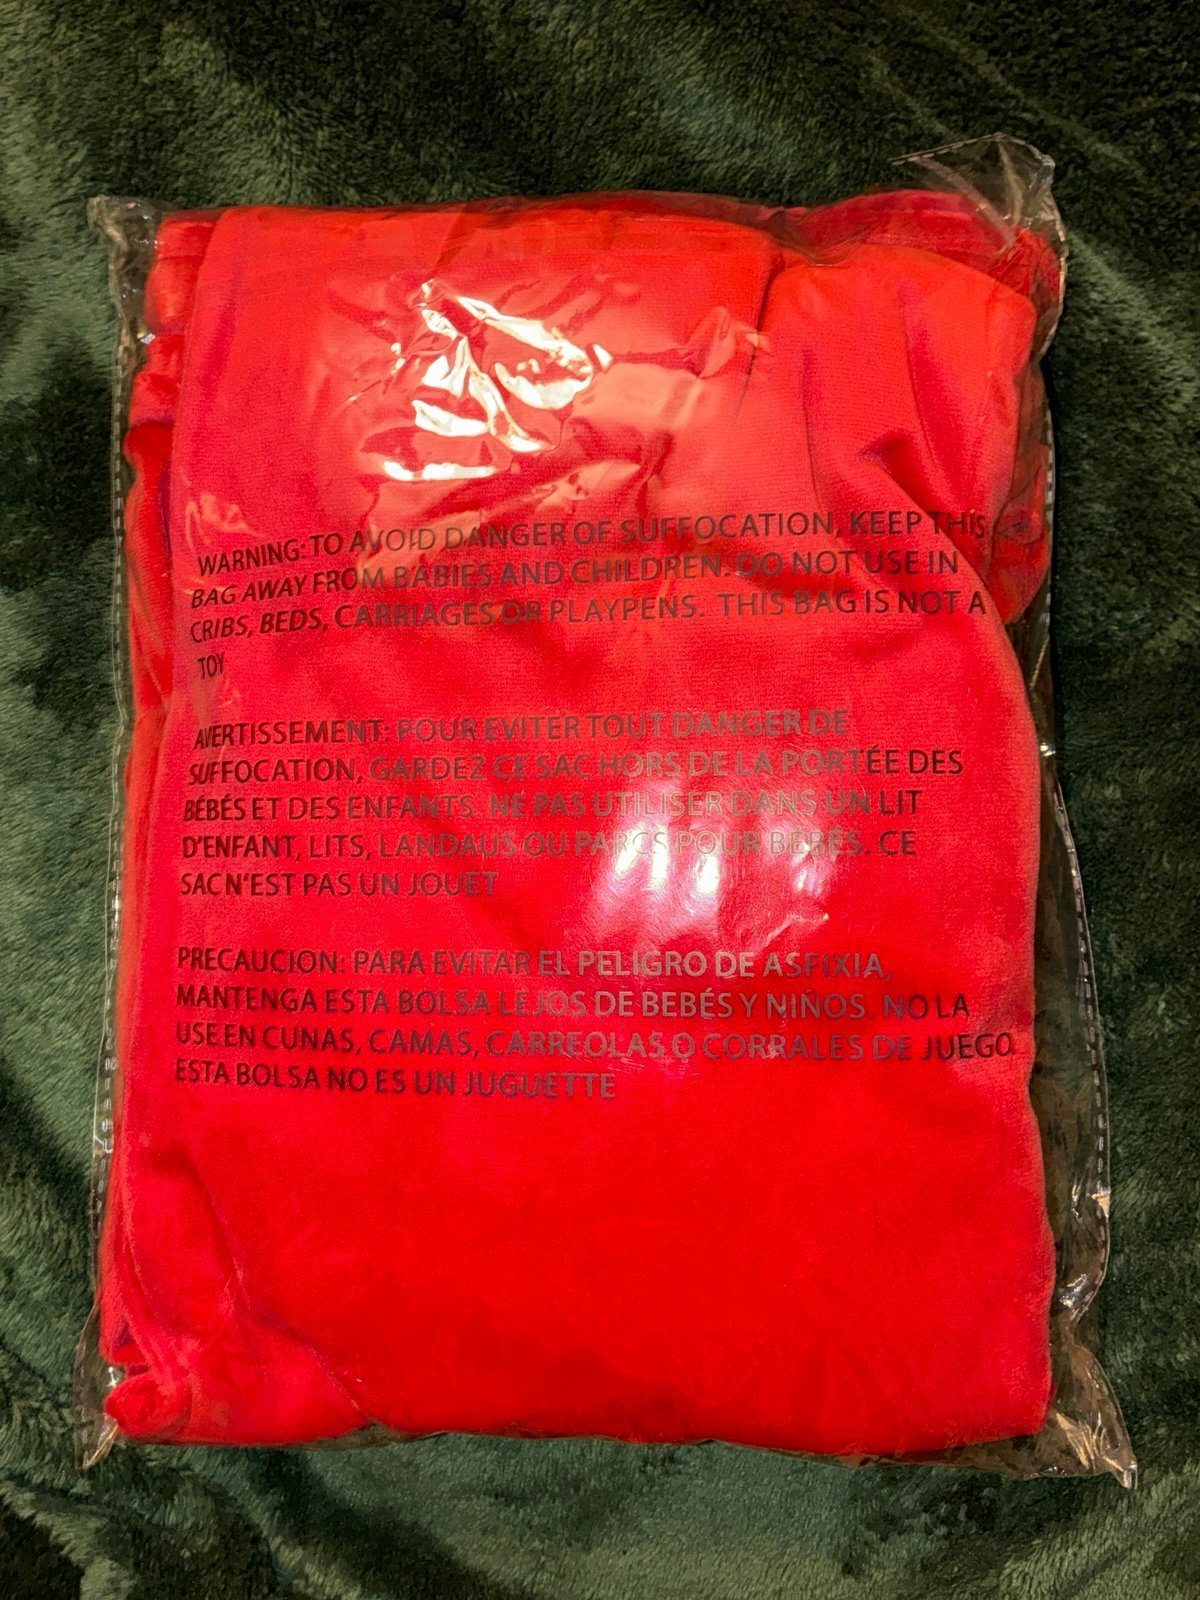 WARNING: TO AVOID DANGER OF SUFFOCATION, KEEP THIS
BAG AWAY FROM BABIES AND CHILDREN. DO NOT USE IN
CRIBS, BEDS, CARRIAGES OR PLAYPENS. THIS BAG IS NOT A
TOY
AVERTISSEMENT: POUR EVITER TOUT DANGER DE
SUFFOCATION, GARDEZ CE SAC HORS DE LA PORTÉE DES
BÉBÉS ET DES ENFANTS. NE PAS UTILISER DANS UN LIT
D'ENFANT, LITS, LANDAUS OU PARCS POUR BÉBÉS. CE
SAC N'EST PAS UN JOUET
PRECAUCION: PARA EVITAR EL PELIGRO DE ASFIXIA,
MANTENGA ESTA BOLSA LEJOS DE BEBÉS Y NIÑOS. NO LA
USE EN CUNAS, CAMAS, CARREOLAS O CORRALES DE JUEGO.
ESTA BOLSA NO ES UN JUGUETTE